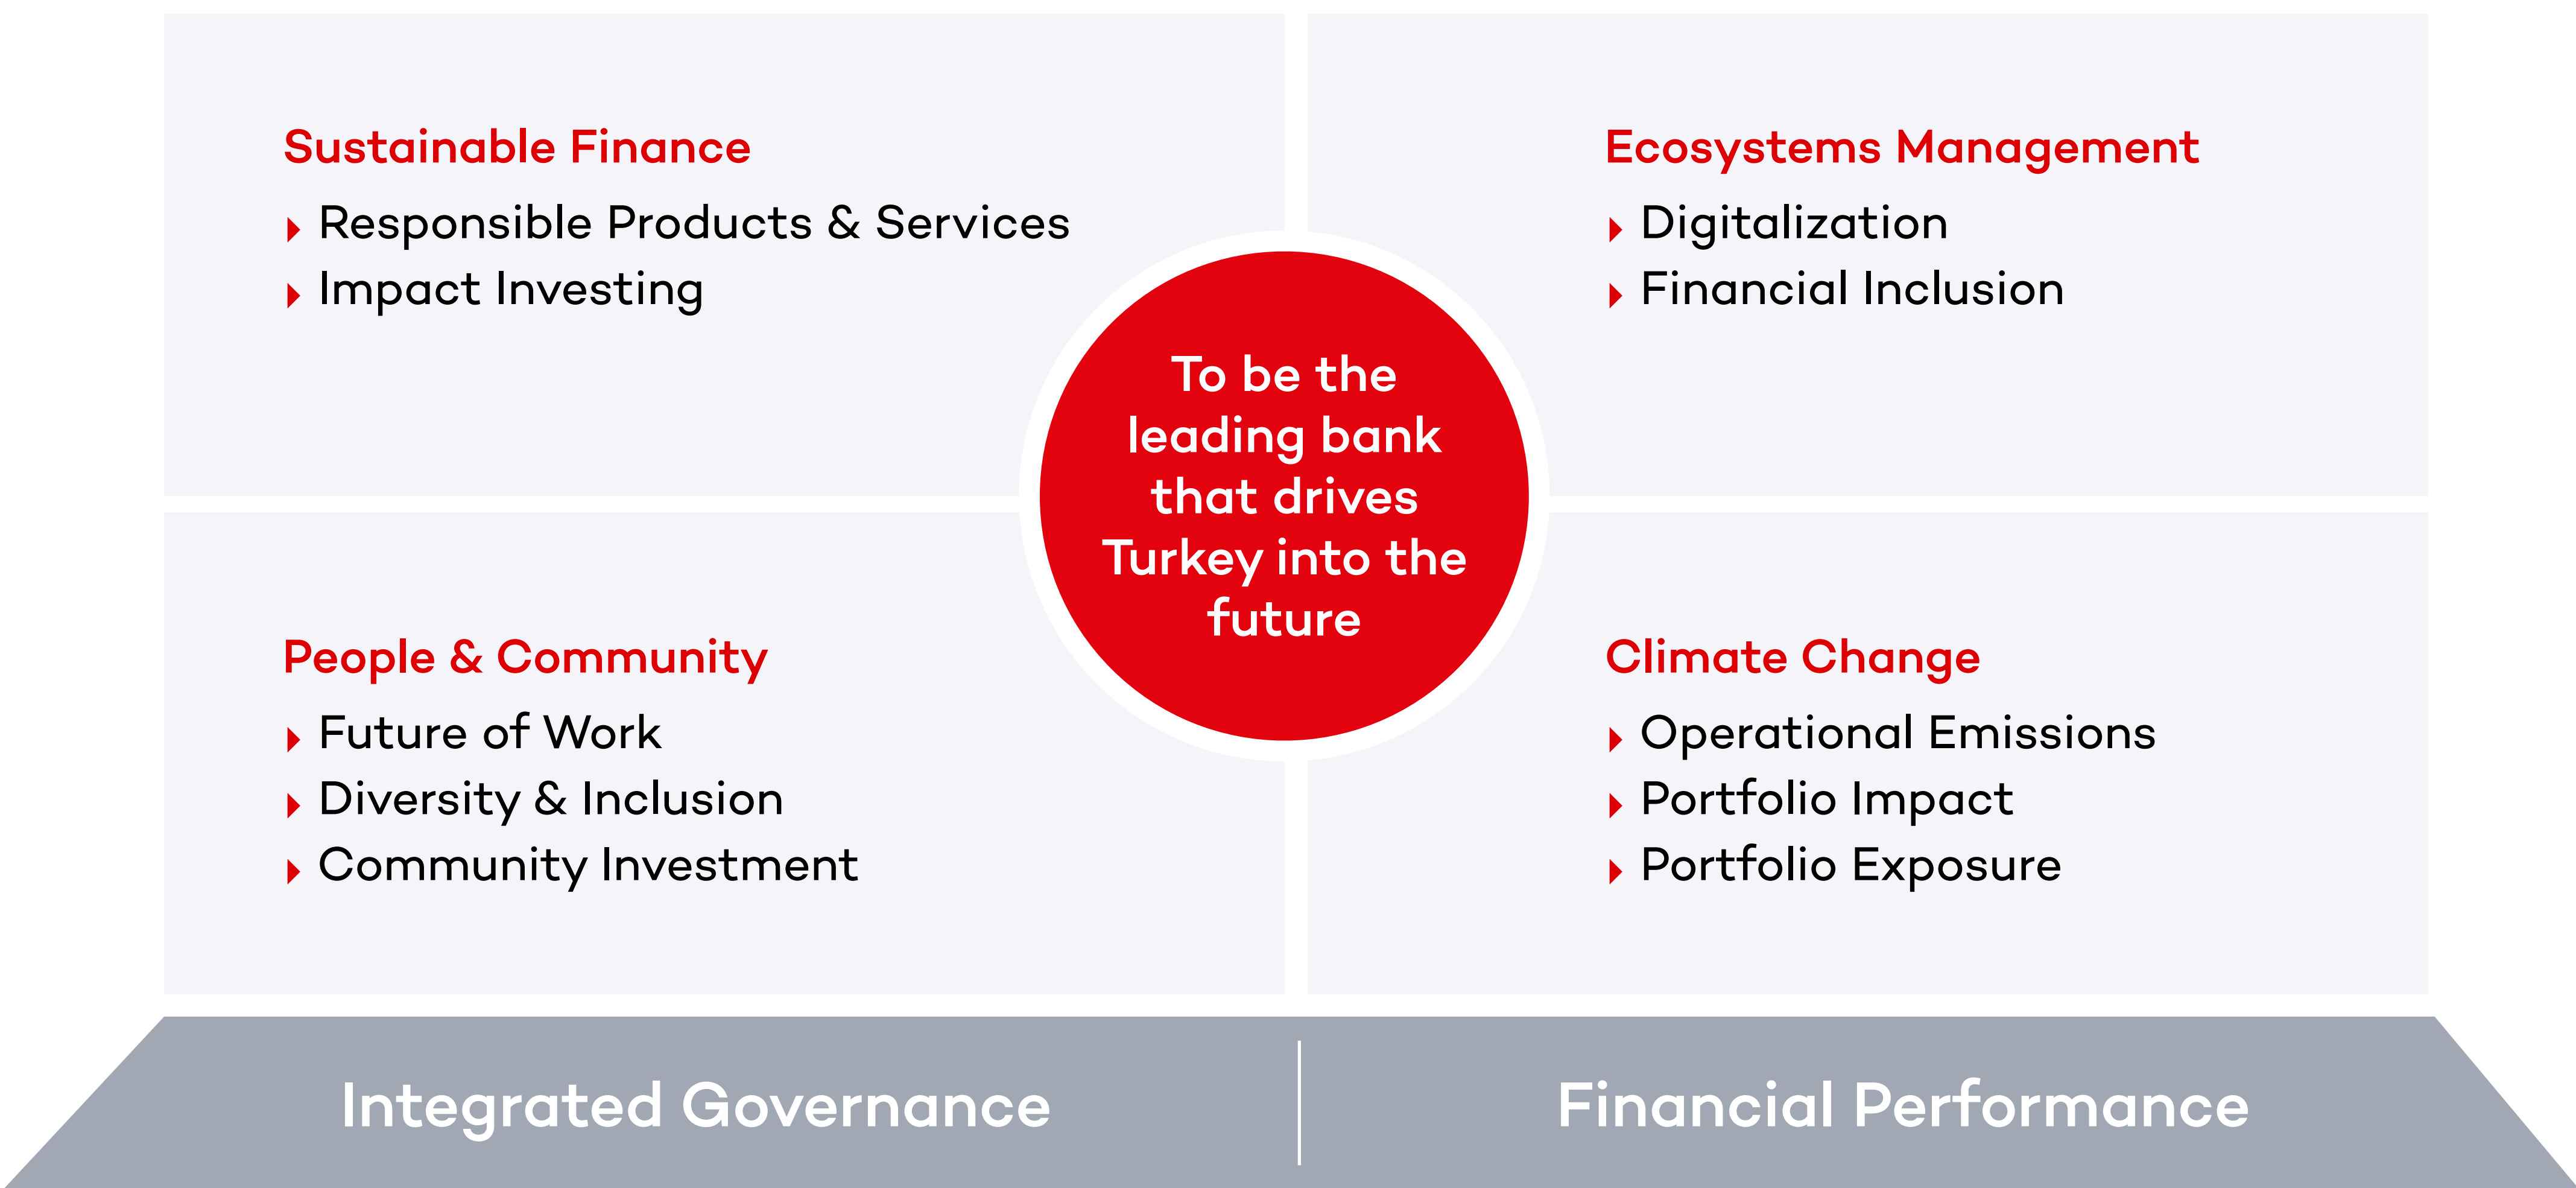 Sustainable Finance
Responsible Products & Services
Impact Investing
Ecosystems Management
Digitalization
Financial Inclusion
To be the
leading bank
that drives
Turkey into the
future
People & Community
Future of Work
Diversity & Inclusion
Community Investment
Climate Change
Operational Emissions
Portfolio Impact
Portfolio Exposure
Integrated Governance
Financial Performance